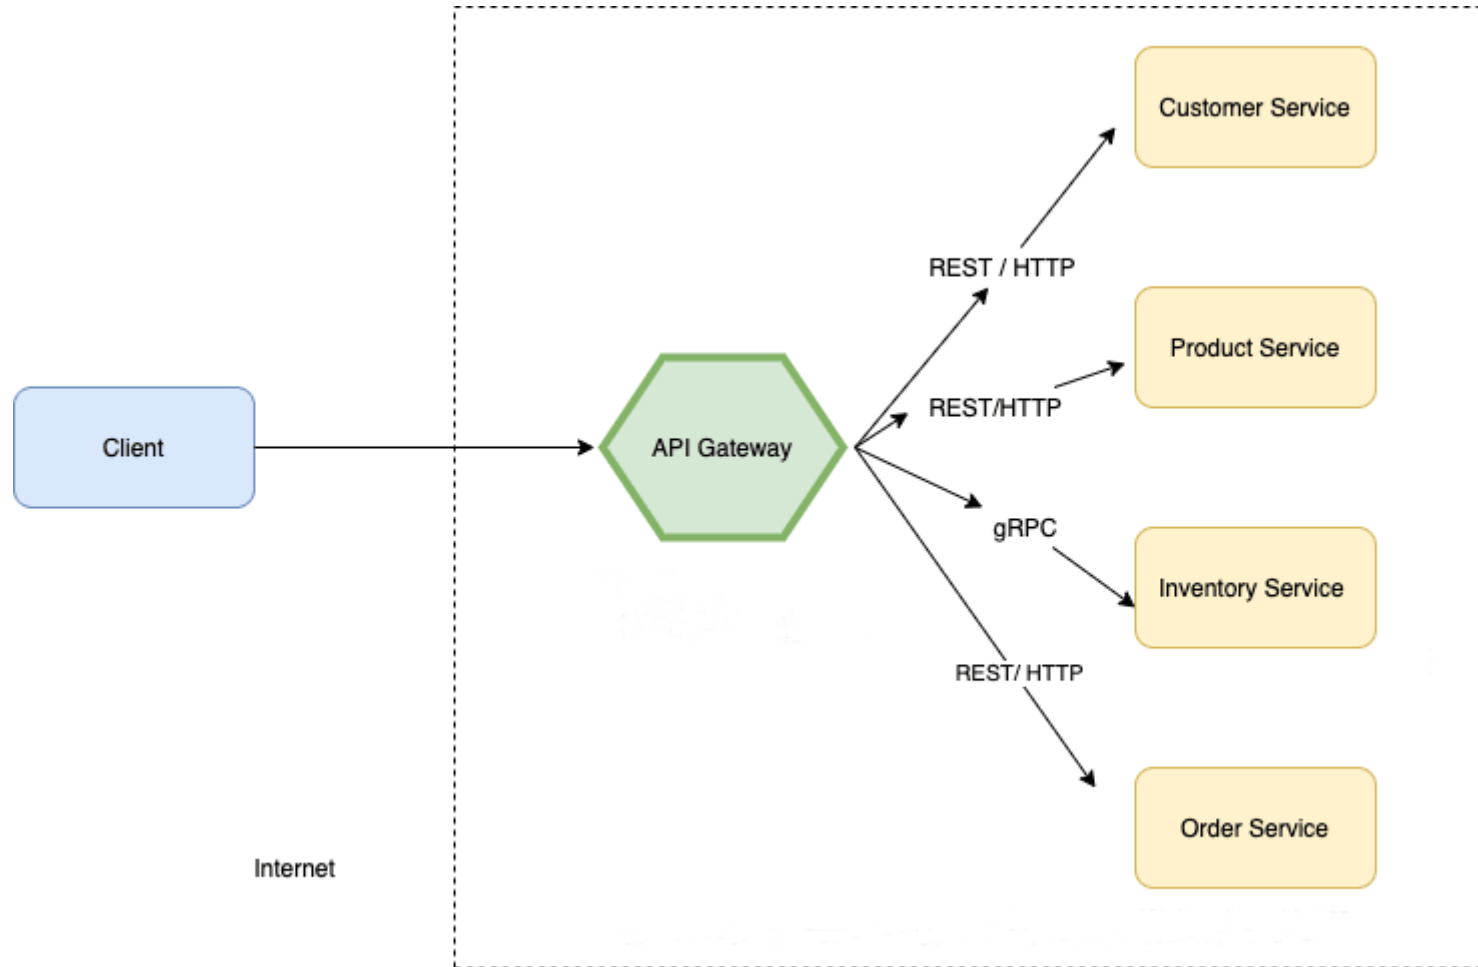 Customer Service
REST / HTTP
Product Service
REST/HTTP
Client
API Gateway
gRPC
Inventory Service
REST/ HTTP
Order Service
Internet